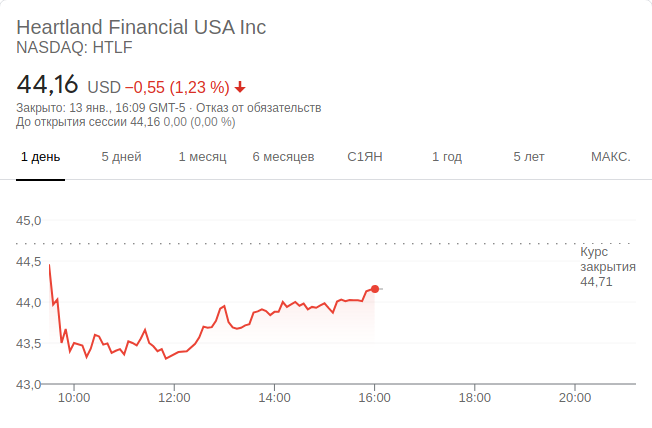 Heartland Financial USA Inc
NASDAQ: HTLF
44,16 USD −0,55 (1,23 %)
Закрыто: 13 янв., 16:09 GMT-5 · Отказ от обязательств
До открытия сессии 44,16 0,00 (0,00 %)
1 день 5 дней 1 месяц 6 месяцев С1ЯН 1 год 5 лет МАКС.
45,0
Курс
закрытия
44,71
44,5
44,0
43,5
43,0
10:00 12:00 14:00 16:00 18:00 20:00